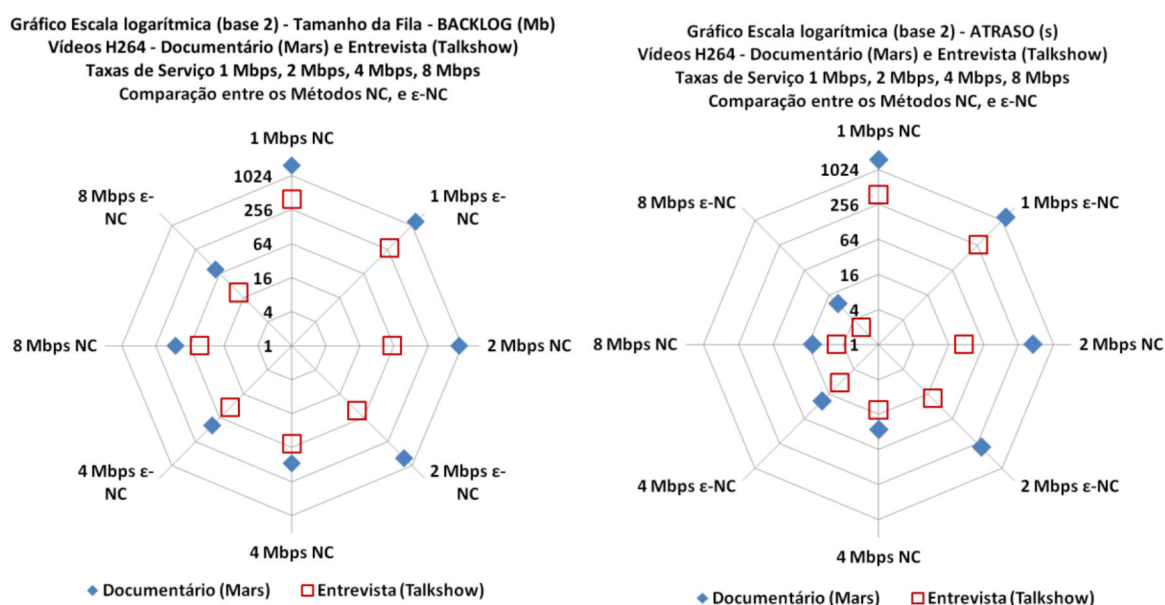 Gráfico Escala logarítmica (base 2) - Tamanho da Fila - BACKLOG (Mb)
Vídeos H264 - Documentário (Mars) e Entrevista (Talkshow)
Taxas de Serviço 1 Mbps, 2 Mbps, 4 Mbps, 8 Mbps
Comparação entre os Métodos NC, e ε-NC
1 Mbps NC
1024
256
64
16
4
1
1 Mbps ε-
NC
2 Mbps NC
2 Mbps ε-
NC
4 Mbps NC
4 Mbps ε-
NC
8 Mbps NC
8 Mbps ε-
NC
Documentário (Mars)
Entrevista (Talkshow)
Gráfico Escala logarítmica (base 2) - ATRASO (s)
Vídeos H264 - Documentário (Mars) e Entrevista (Talkshow)
Taxas de Serviço 1 Mbps, 2 Mbps, 4 Mbps, 8 Mbps
Comparação entre os Métodos NC, e ε-NC
1 Mbps NC
1024
256
64
16
4
1
1 Mbps ε-NC
2 Mbps NC
2 Mbps ε-NC
4 Mbps NC
4 Mbps ε-NC
8 Mbps NC
8 Mbps ε-NC
Documentário (Mars)
Entrevista (Talkshow)